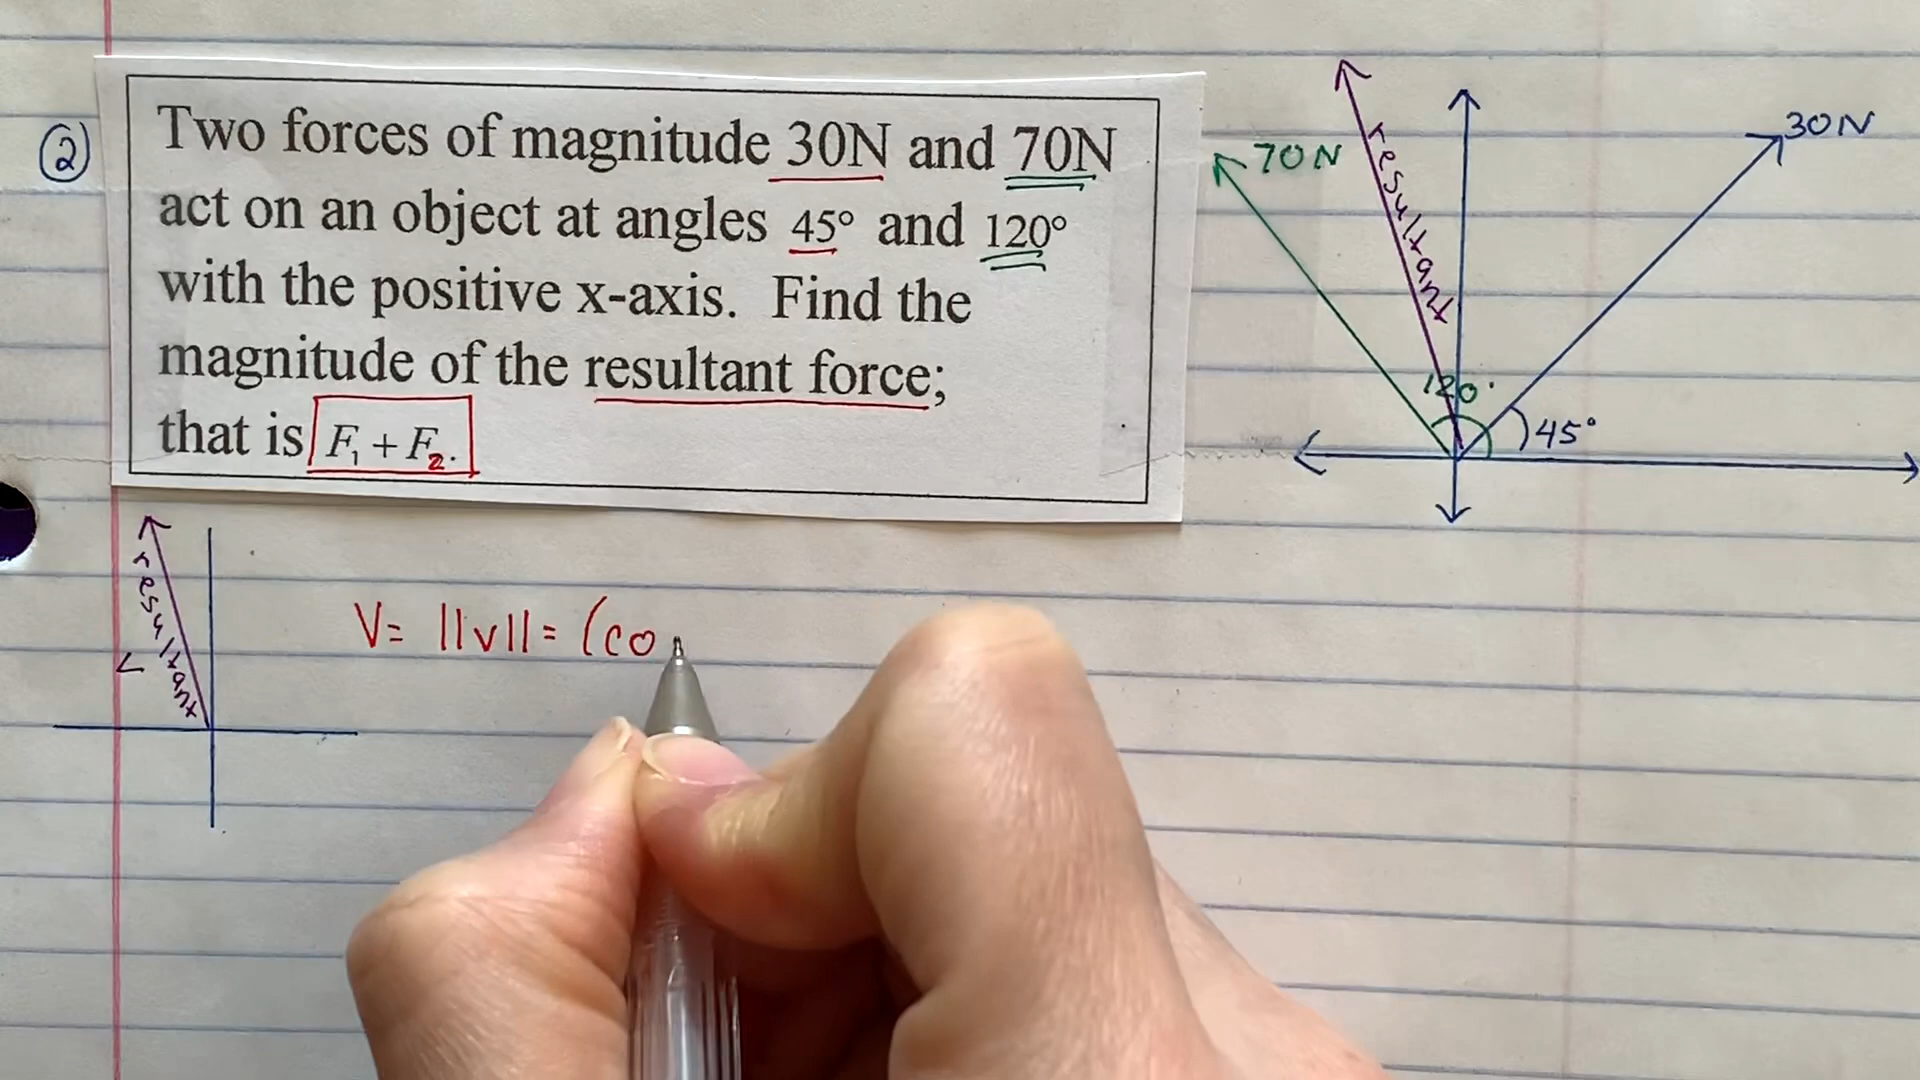 ②
Two forces of magnitude 30N and 70N
act on an object at angles 45° and 120°
with the positive x-axis. Find the
magnitude of the resultant force;
that is F₁ + F₂.
30N
70N
resultant
120°
45°
resultant
V= ||v|| = (co